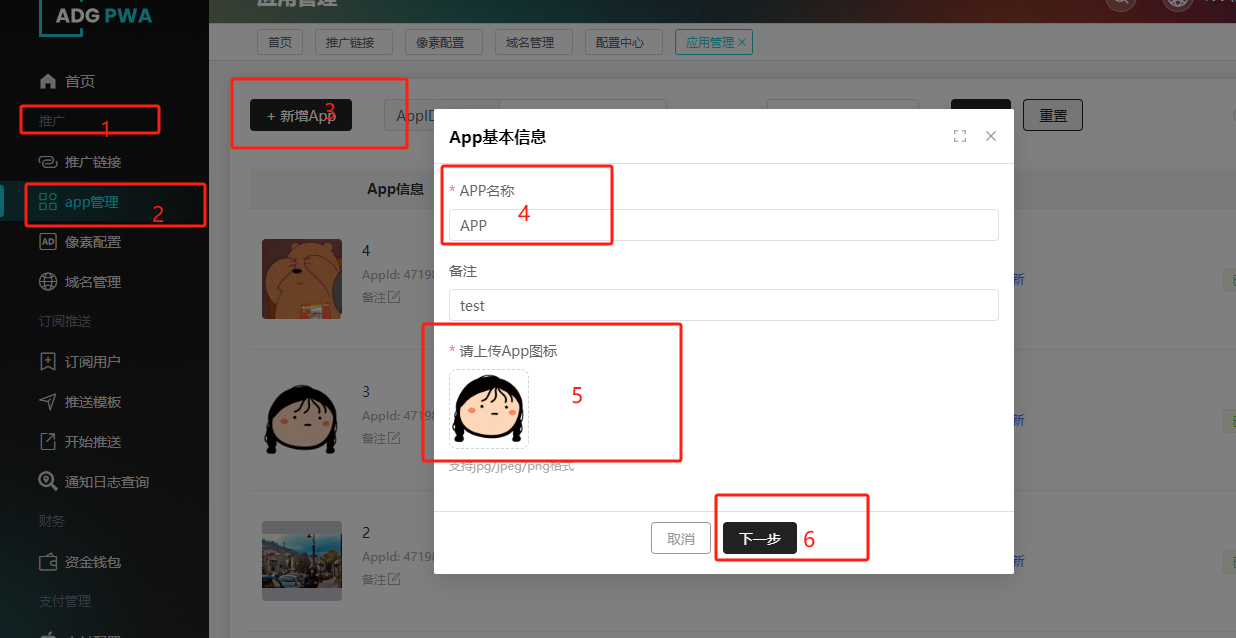 ADG PWA
应用管理
首页
推广链接
像素配置
域名管理
配置中心
应用管理
首页
推广
1
推广链接
app管理
2
像素配置
域名管理
订阅推送
订阅用户
推送模板
开始推送
通知日志查询
财务
资金钱包
支付管理
+ 新增App
3
AppID
重置
App信息
4
AppId: 47198
备注
新
3
AppId: 4719
备注
新
2
AppId: 47198
备注
新
App基本信息
* APP名称
4
APP
备注
test
* 请上传App图标
5
支持jpg/jpeg/png格式
取消
下一步
6